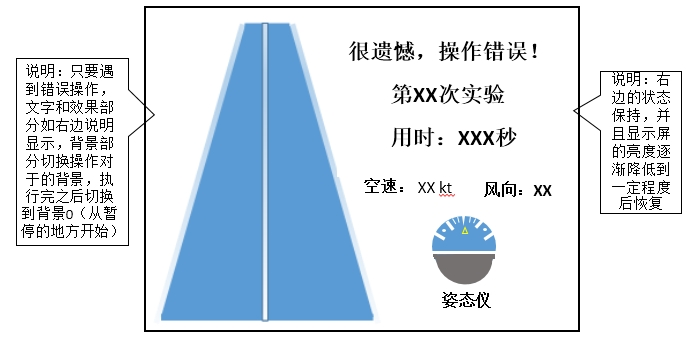 说明：只要遇
到错误操作，
文字和效果部
分如右边说明
显示，背景部
分切换操作对
于的背景，执
行完之后切换
到背景0（从暂
停的地方开始）
很遗憾，操作错误！
第XX次实验
用时：XXX秒
空速： XX kt 风向：XX
姿态仪
说明：右
边的状态
保持，并
且显示屏
的亮度逐
渐降低到
一定程度
后恢复